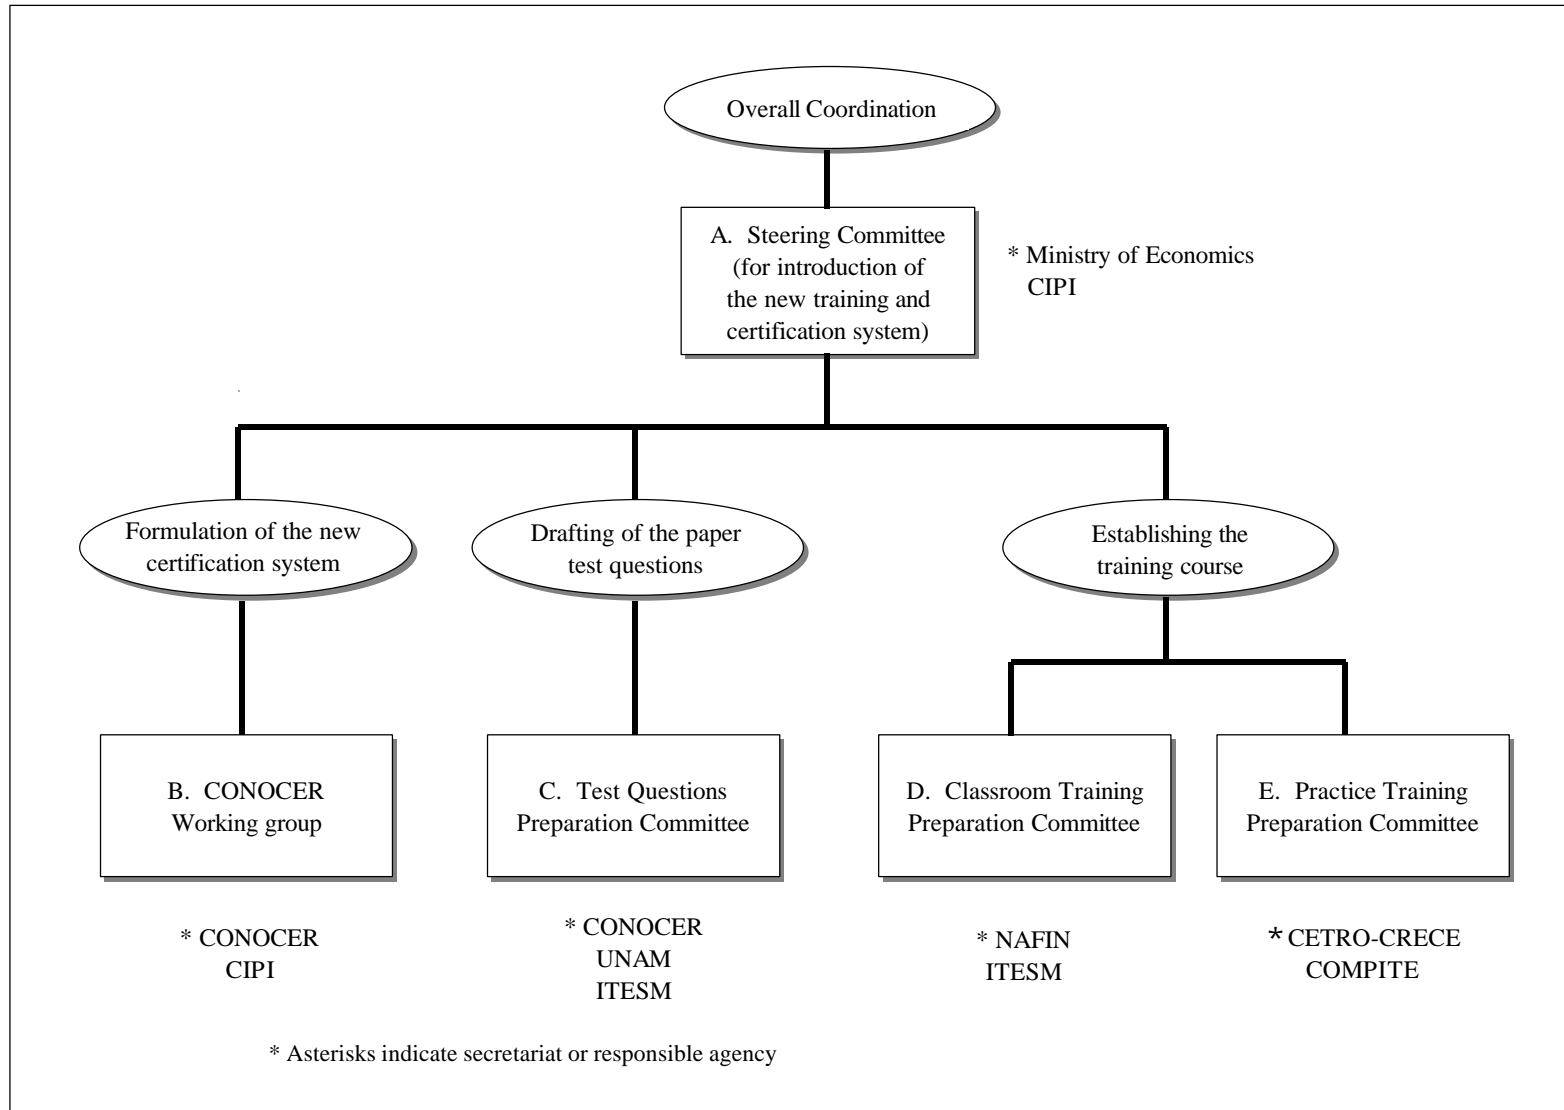 Overall Coordination
A. Steering Committee
(for introduction of
the new training and
certification system)
* Ministry of Economics
CIPI
Formulation of the new
certification system
Drafting of the paper
test questions
Establishing the
training course
B. CONOCER
Working group
C. Test Questions
Preparation Committee
D. Classroom Training
Preparation Committee
E. Practice Training
Preparation Committee
* CONOCER
CIPI
* CONOCER
UNAM
ITESM
* NAFIN
ITESM
* CETRO-CRECE
COMPITE
* Asterisks indicate secretariat or responsible agency